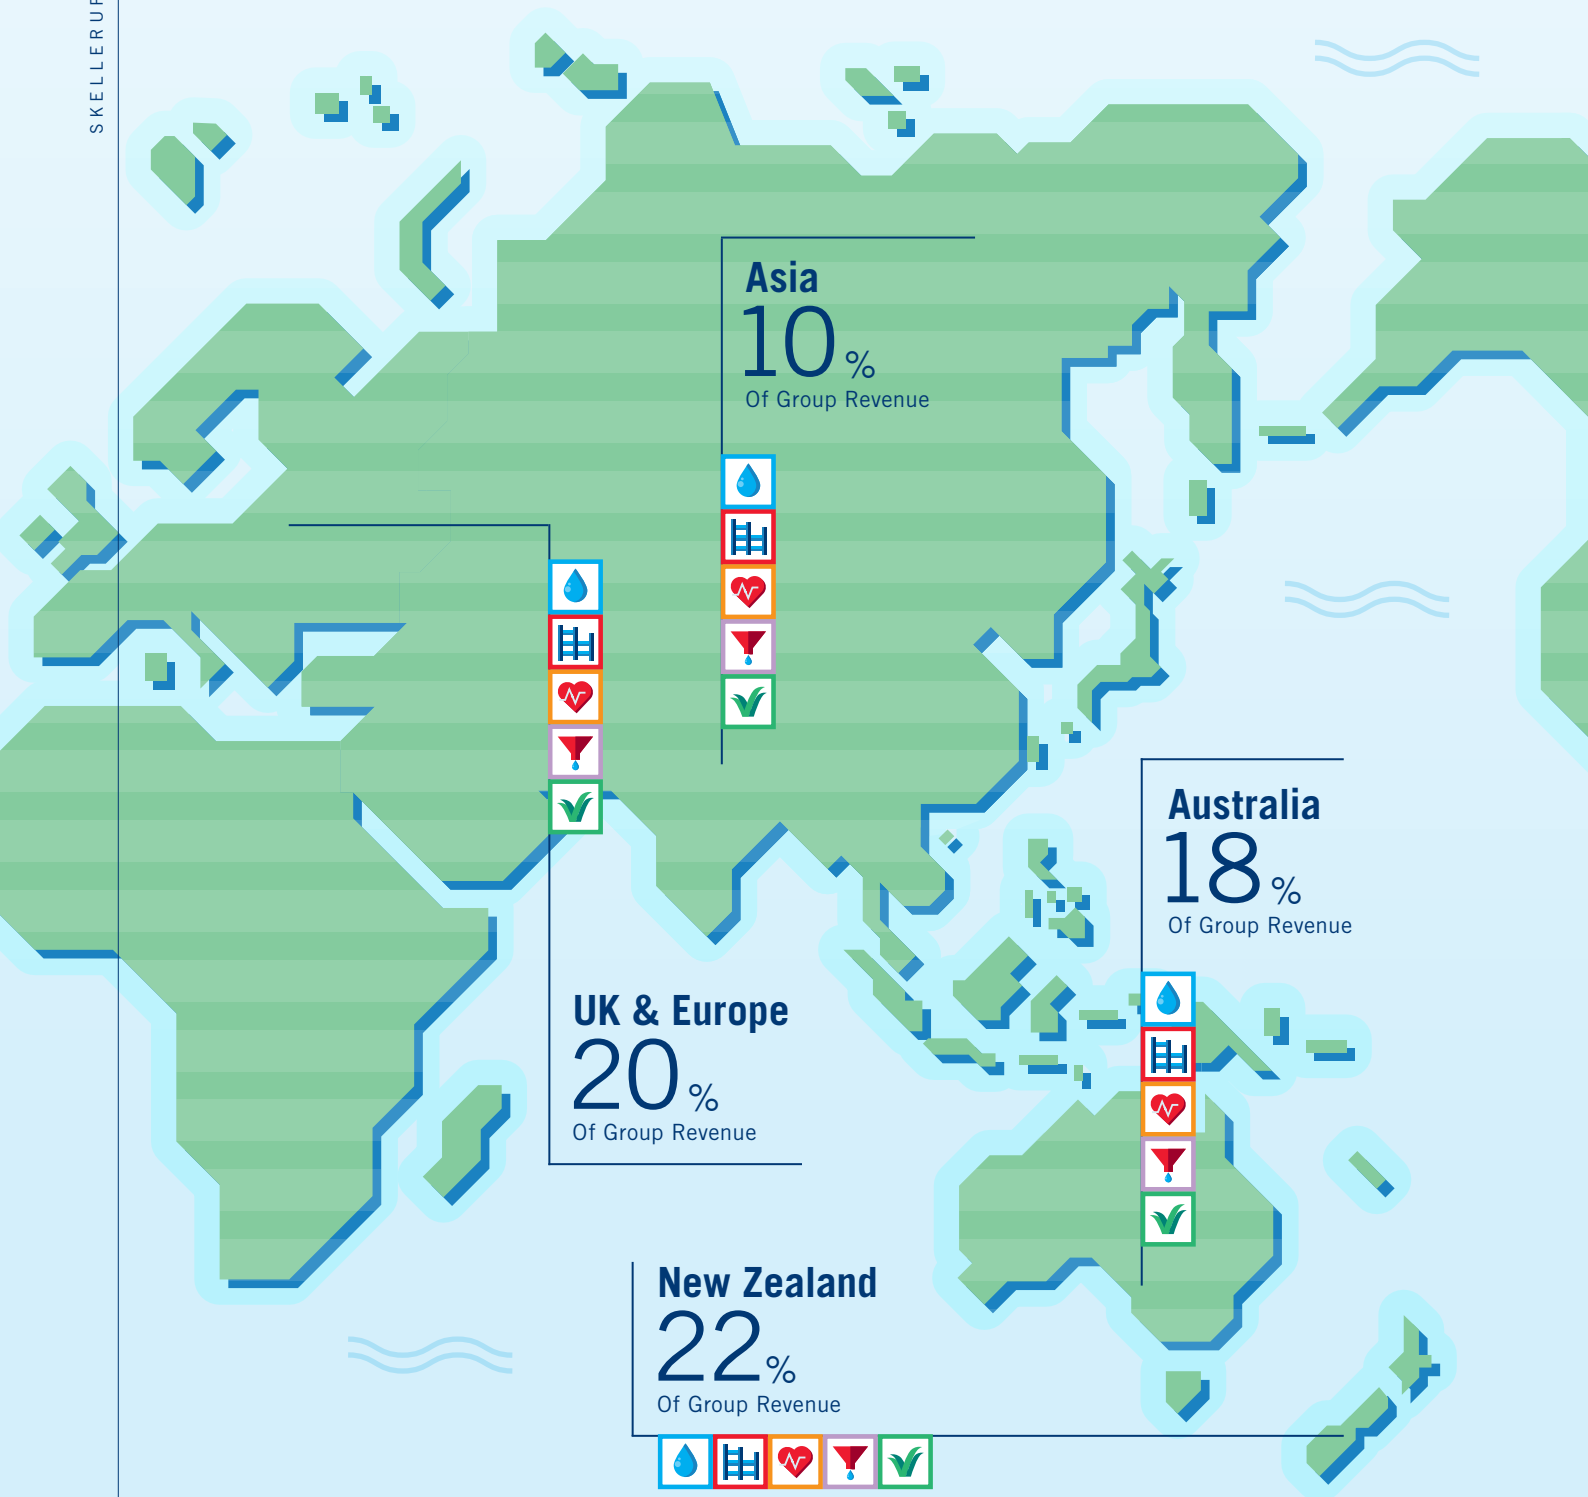 SKELLERUP
Asia
10%
Of Group Revenue
Australia
18%
Of Group Revenue
UK & Europe
20%
Of Group Revenue
New Zealand
22%
Of Group Revenue